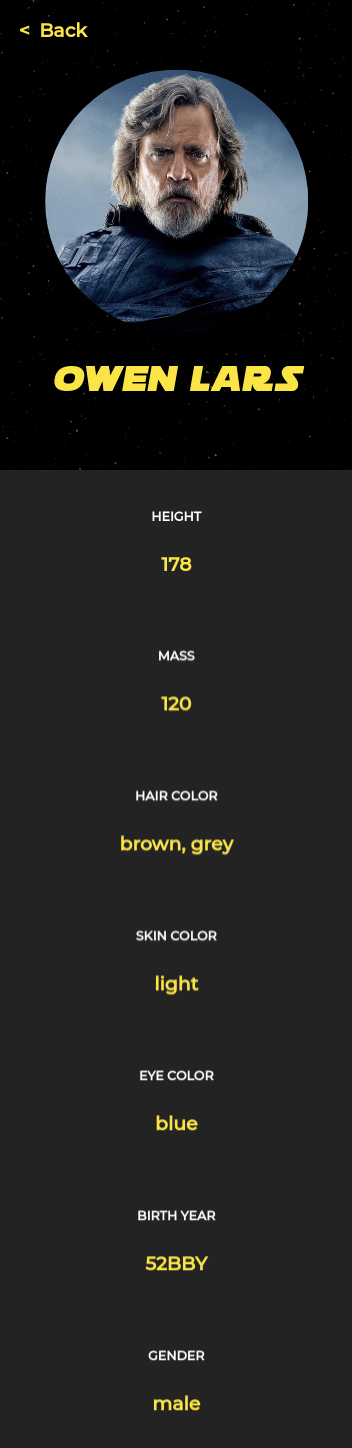 < Back
OWEN LARS
HEIGHT
178
MASS
120
HAIR COLOR
brown, grey
SKIN COLOR
light
EYE COLOR
blue
BIRTH YEAR
52BBY
GENDER
male